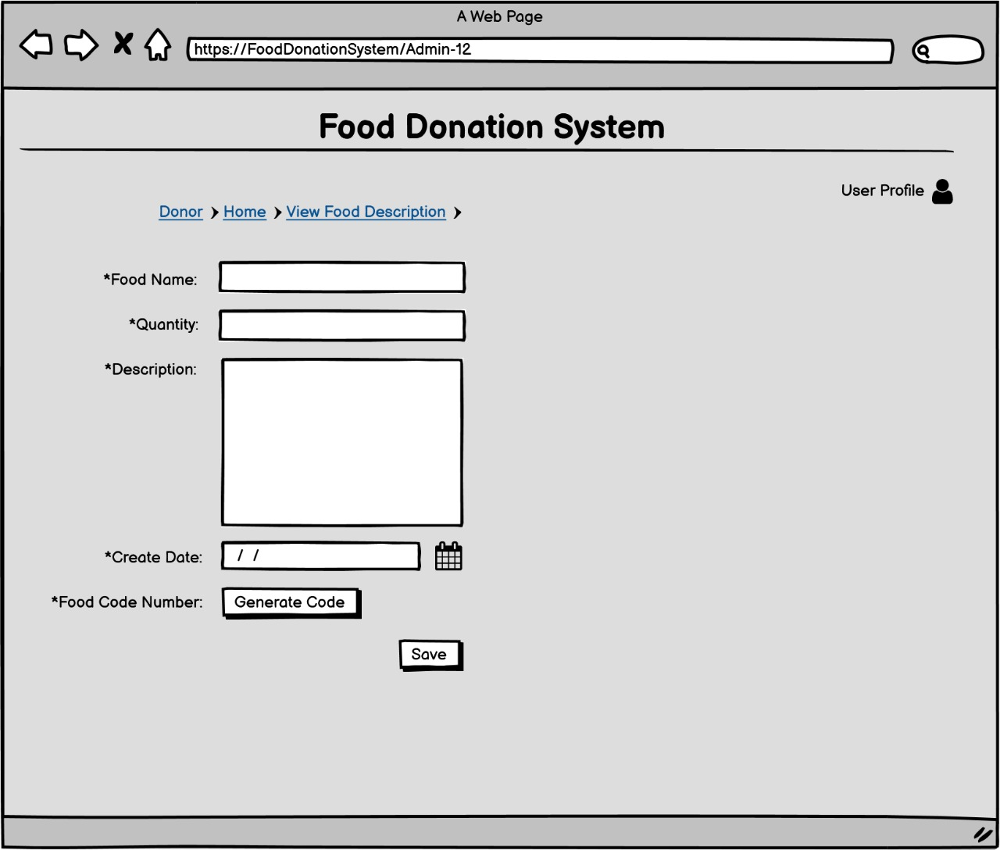 A Web Page
https://FoodDonationSystem/Admin-12
Food Donation System
User Profile
Donor Home View Food Description
*Food Name:
*Quantity:
*Description:
*Create Date: / /
*Food Code Number: Generate Code
Save